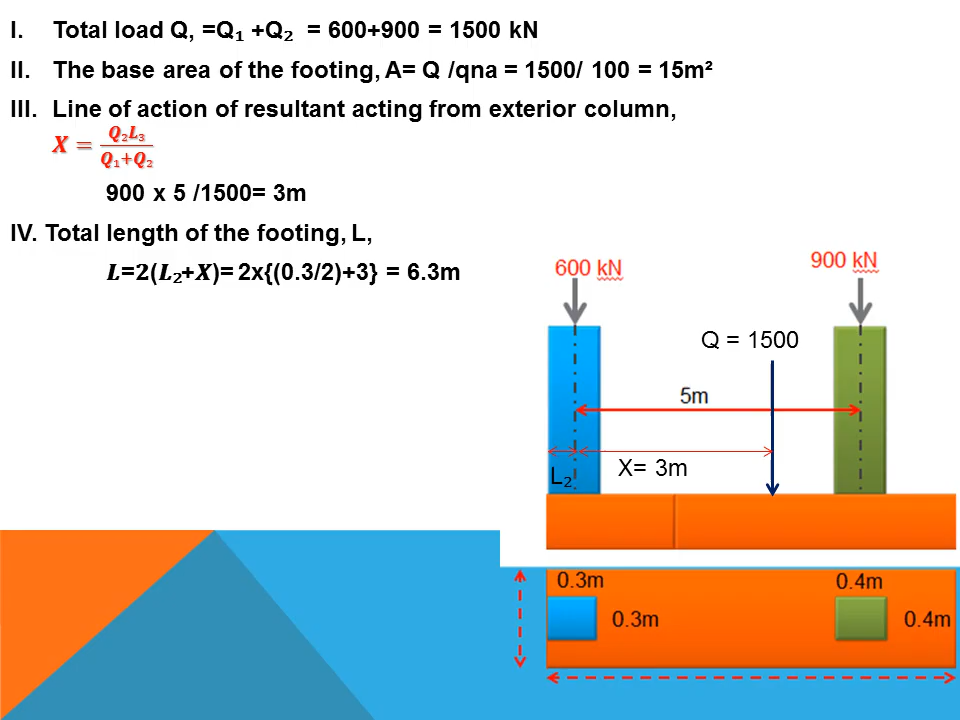 I. Total load Q, =Q₁ +Q₂ = 600+900 = 1500 kN
II. The base area of the footing, A= Q /qna = 1500/ 100 = 15m²
III. Line of action of resultant acting from exterior column,
X = Q₂L₃ / Q₁+Q₂
900 x 5 /1500= 3m
IV. Total length of the footing, L,
L=2(L₂+X)= 2x{(0.3/2)+3} = 6.3m
600 kN
900 kN
Q = 1500
5m
X= 3m
L₂
0.3m
0.4m
0.3m
0.4m